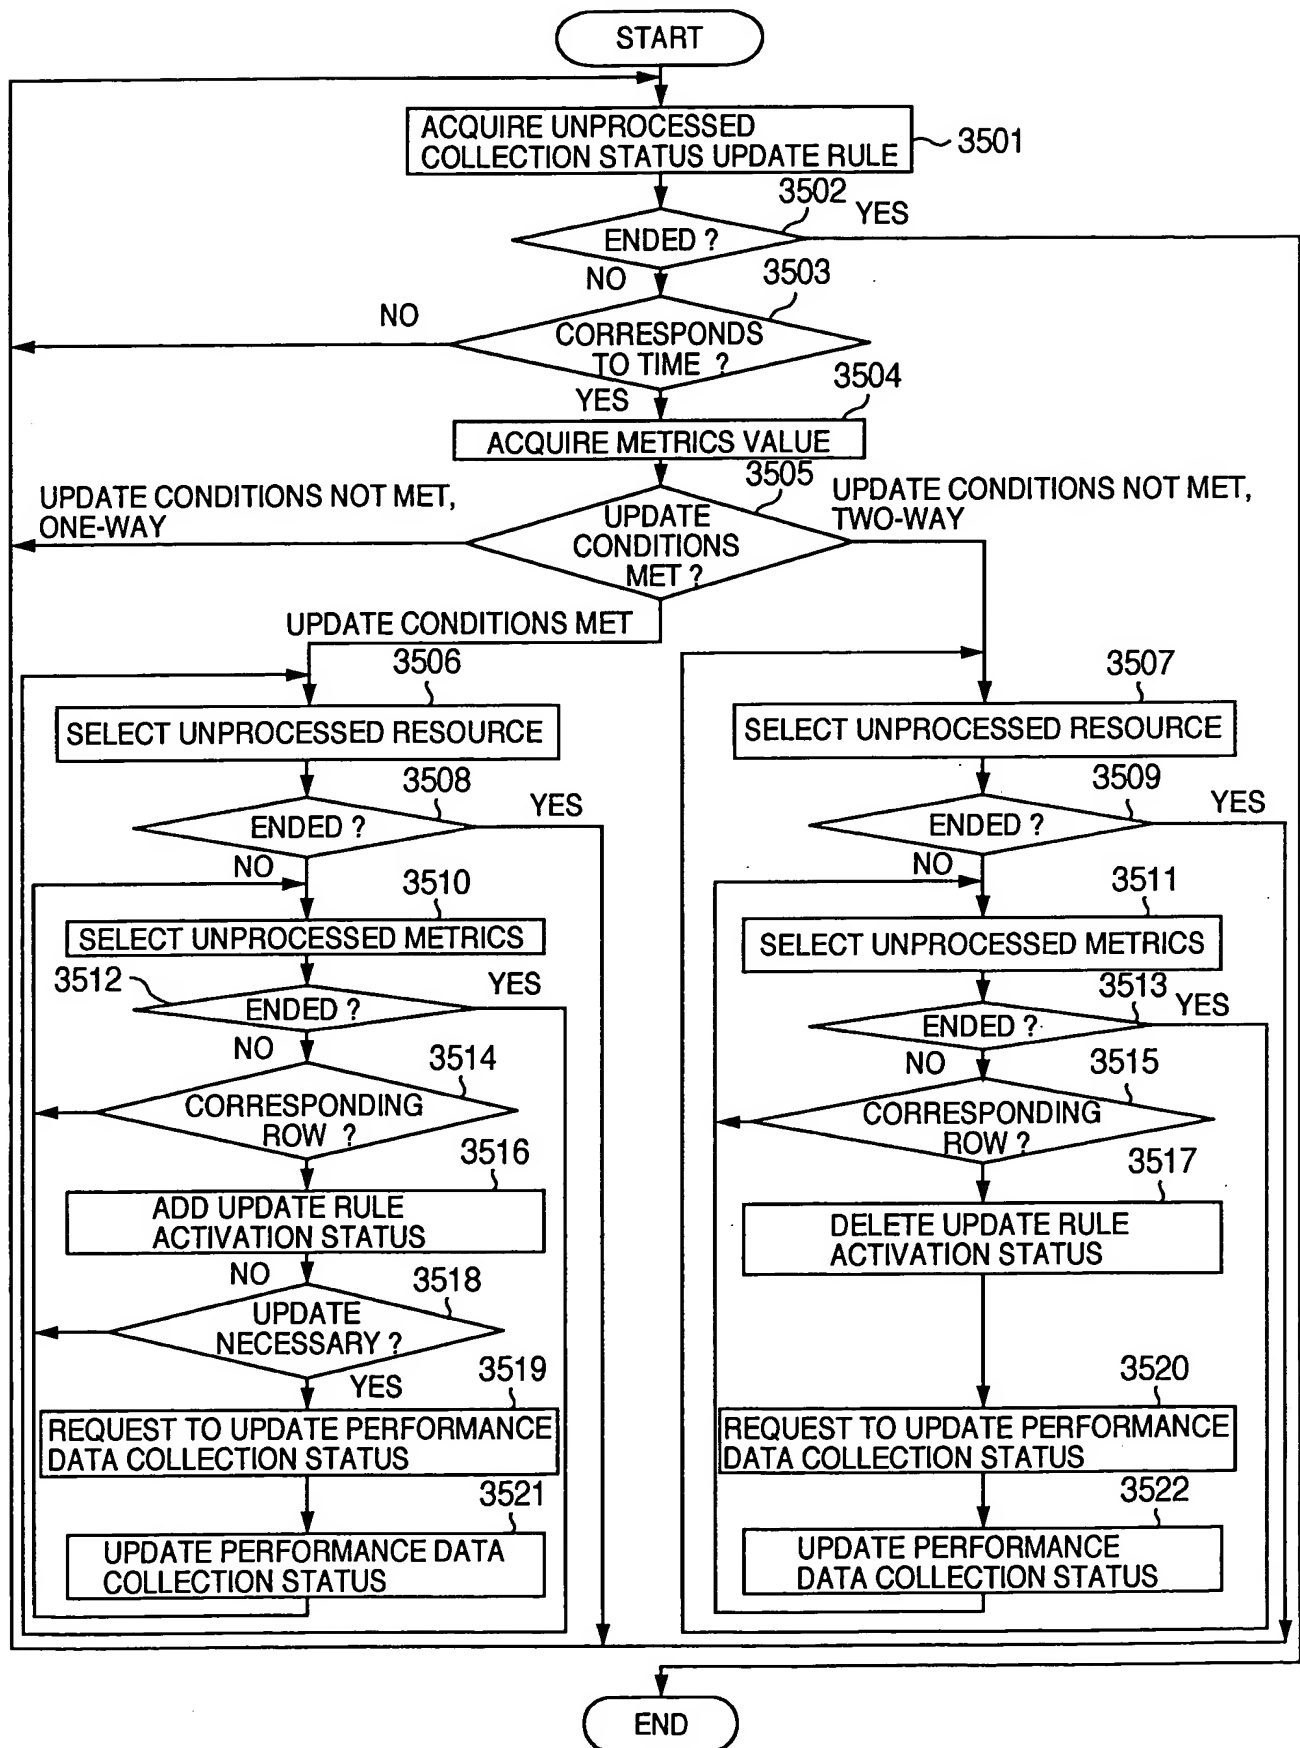 START
ACQUIRE UNPROCESSED
COLLECTION STATUS UPDATE RULE
3501
3502
YES
ENDED ?
NO
3503
NO
CORRESPONDS
TO TIME ?
YES
3504
ACQUIRE METRICS VALUE
3505
UPDATE CONDITIONS NOT MET,
ONE-WAY
UPDATE CONDITIONS NOT MET,
TWO-WAY
UPDATE
CONDITIONS
MET ?
UPDATE CONDITIONS MET
3506
SELECT UNPROCESSED RESOURCE
3507
SELECT UNPROCESSED RESOURCE
3508
YES
ENDED ?
NO
3509
YES
ENDED ?
NO
3510
SELECT UNPROCESSED METRICS
3511
SELECT UNPROCESSED METRICS
3512
YES
ENDED ?
NO
3513
YES
ENDED ?
NO
3514
CORRESPONDING
ROW ?
3515
CORRESPONDING
ROW ?
3516
ADD UPDATE RULE
ACTIVATION STATUS
3517
DELETE UPDATE RULE
ACTIVATION STATUS
NO
3518
UPDATE
NECESSARY ?
YES
3519
REQUEST TO UPDATE PERFORMANCE
DATA COLLECTION STATUS
3520
REQUEST TO UPDATE PERFORMANCE
DATA COLLECTION STATUS
3521
UPDATE PERFORMANCE DATA
COLLECTION STATUS
3522
UPDATE PERFORMANCE
DATA COLLECTION STATUS
END